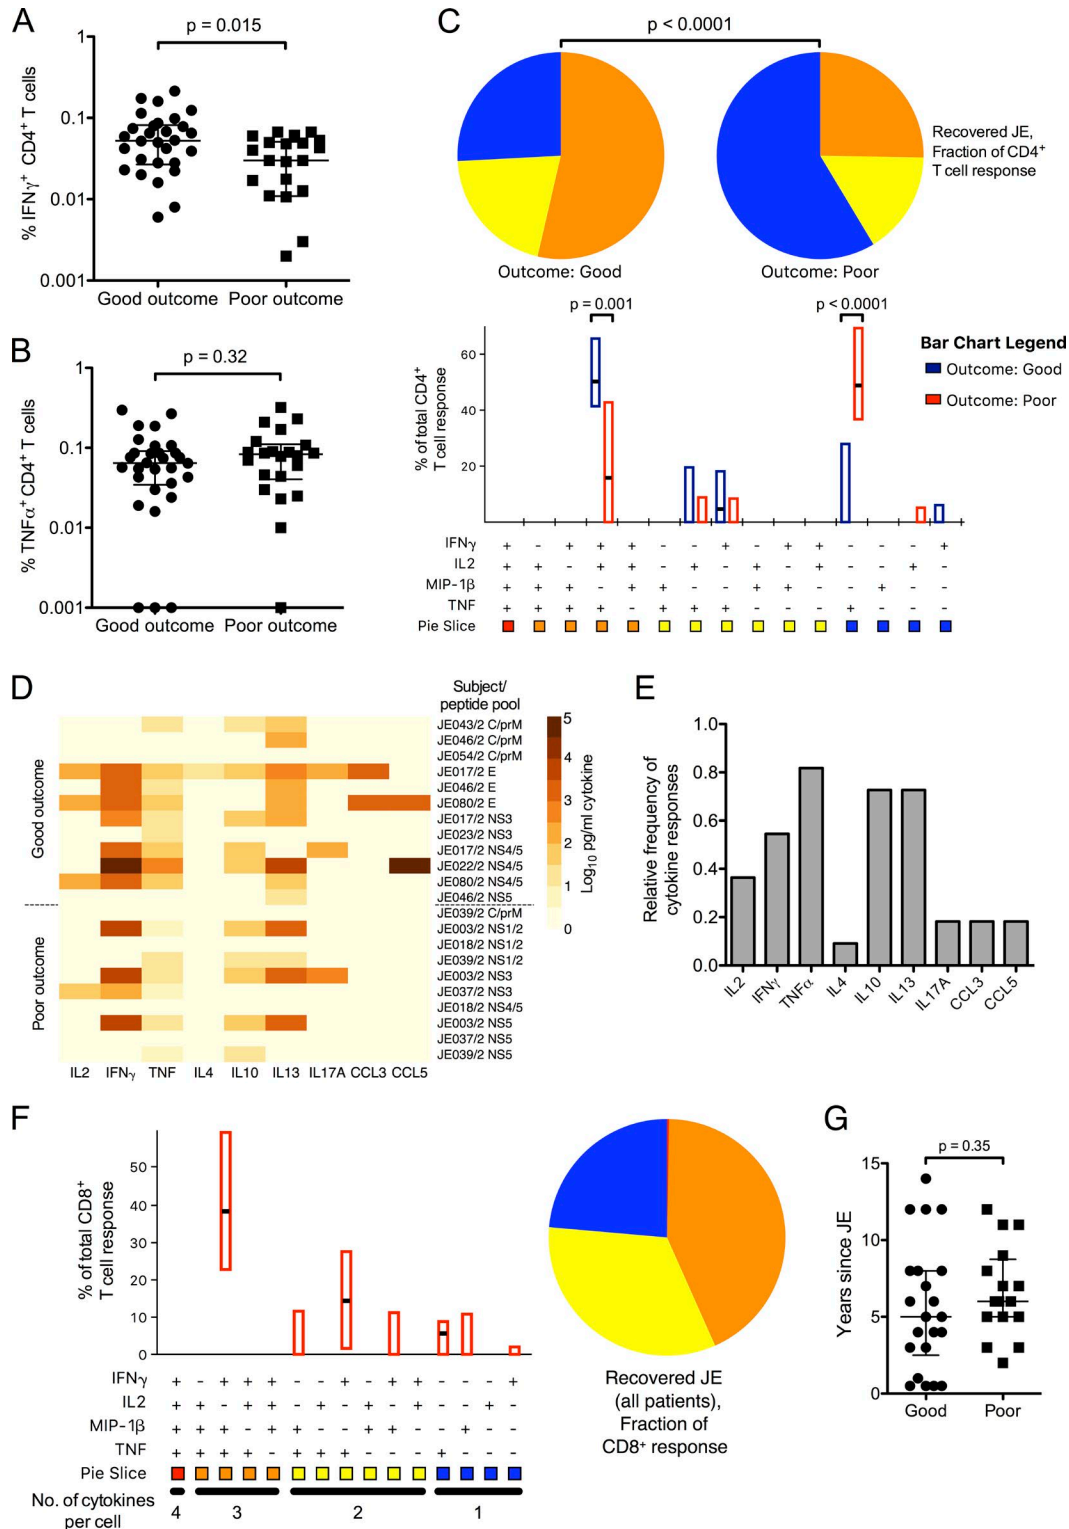 A
p = 0.015
1
0.1
0.01
0.001
% IFNγ+ CD4+ T cells
Good outcome Poor outcome
B
p = 0.32
1
0.1
0.01
0.001
% TNFα+ CD4+ T cells
Good outcome Poor outcome
C
p < 0.0001
Recovered JE,
Fraction of CD4+
T cell response
Outcome: Good
Outcome: Poor
p = 0.001
p < 0.0001
60
40
20
% of total CD4+
T cell response
Bar Chart Legend
Outcome: Good
Outcome: Poor
IFNγ + - + + + - - + - + + - - - +
IL2 + + - + + - + - + - + - - + -
MIP-1β + + + - + + - - + + - - + - -
TNF + + + + - + + + - - - + - - -
Pie Slice
D
Subject/
peptide pool
Good outcome
Poor outcome
JE043/2 C/prM
JE046/2 C/prM
JE054/2 C/prM
JE017/2 E
JE046/2 E
JE080/2 E
JE017/2 NS3
JE023/2 NS3
JE017/2 NS4/5
JE022/2 NS4/5
JE080/2 NS4/5
JE046/2 NS5
JE039/2 C/prM
JE003/2 NS1/2
JE018/2 NS1/2
JE039/2 NS1/2
JE003/2 NS3
JE037/2 NS3
JE018/2 NS4/5
JE003/2 NS5
JE037/2 NS5
JE039/2 NS5
IL2 IFNγ TNF IL4 IL10 IL13 IL17A CCL3 CCL5
5
4
3
2
1
0
Log10 pg/ml cytokine
E
1.0
0.8
0.6
0.4
0.2
0.0
Relative frequency of
cytokine responses
IL2 IFNγ TNFα IL4 IL10 IL13 IL17A CCL3 CCL5
F
50
40
30
20
10
0
% of total CD8+
T cell response
IFNγ + - + + + - - + - + + - - - +
IL2 + + - + + - + - + - + - - + -
MIP-1β + + + - + + - - + + - - + - -
TNF + + + + - + + + - - - + - - -
Pie Slice
No. of cytokines
per cell
4 3 2 1
Recovered JE
(all patients),
Fraction of
CD8+ response
G
p = 0.35
15
10
5
0
Years since JE
Good Poor